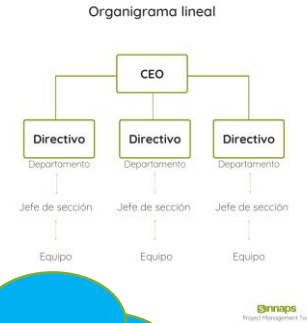 Organigrama lineal
CEO
Directivo Directivo Directivo
Departamento Departamento Departamento
Jefe de sección Jefe de sección Jefe de sección
Equipo Equipo Equipo
Sinnaps
Project Management Tool